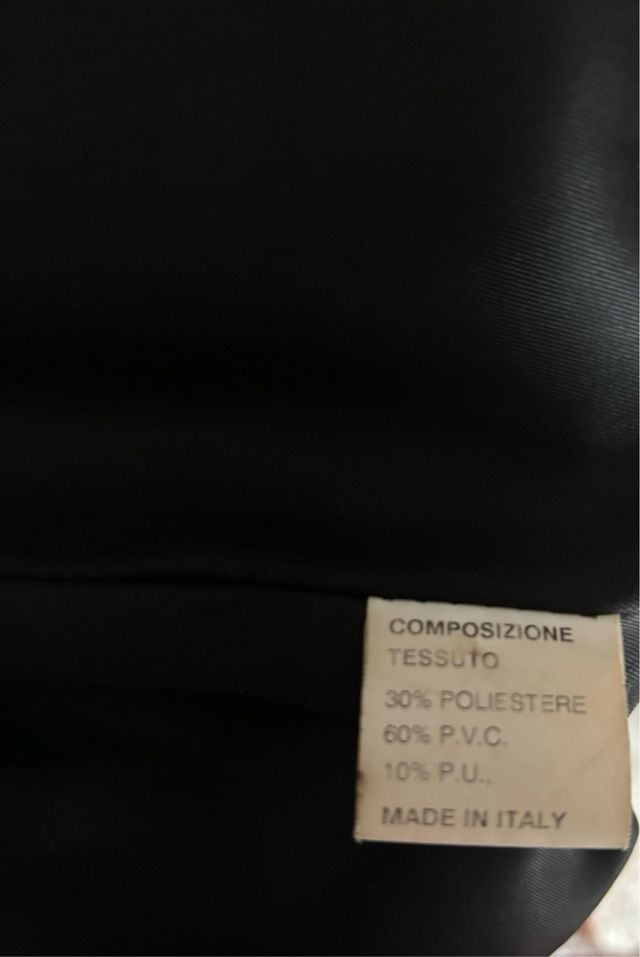 COMPOSIZIONE
TESSUTO
30% POLIESTERE
60% P.V.C.
10% P.U.,
MADE IN ITALY